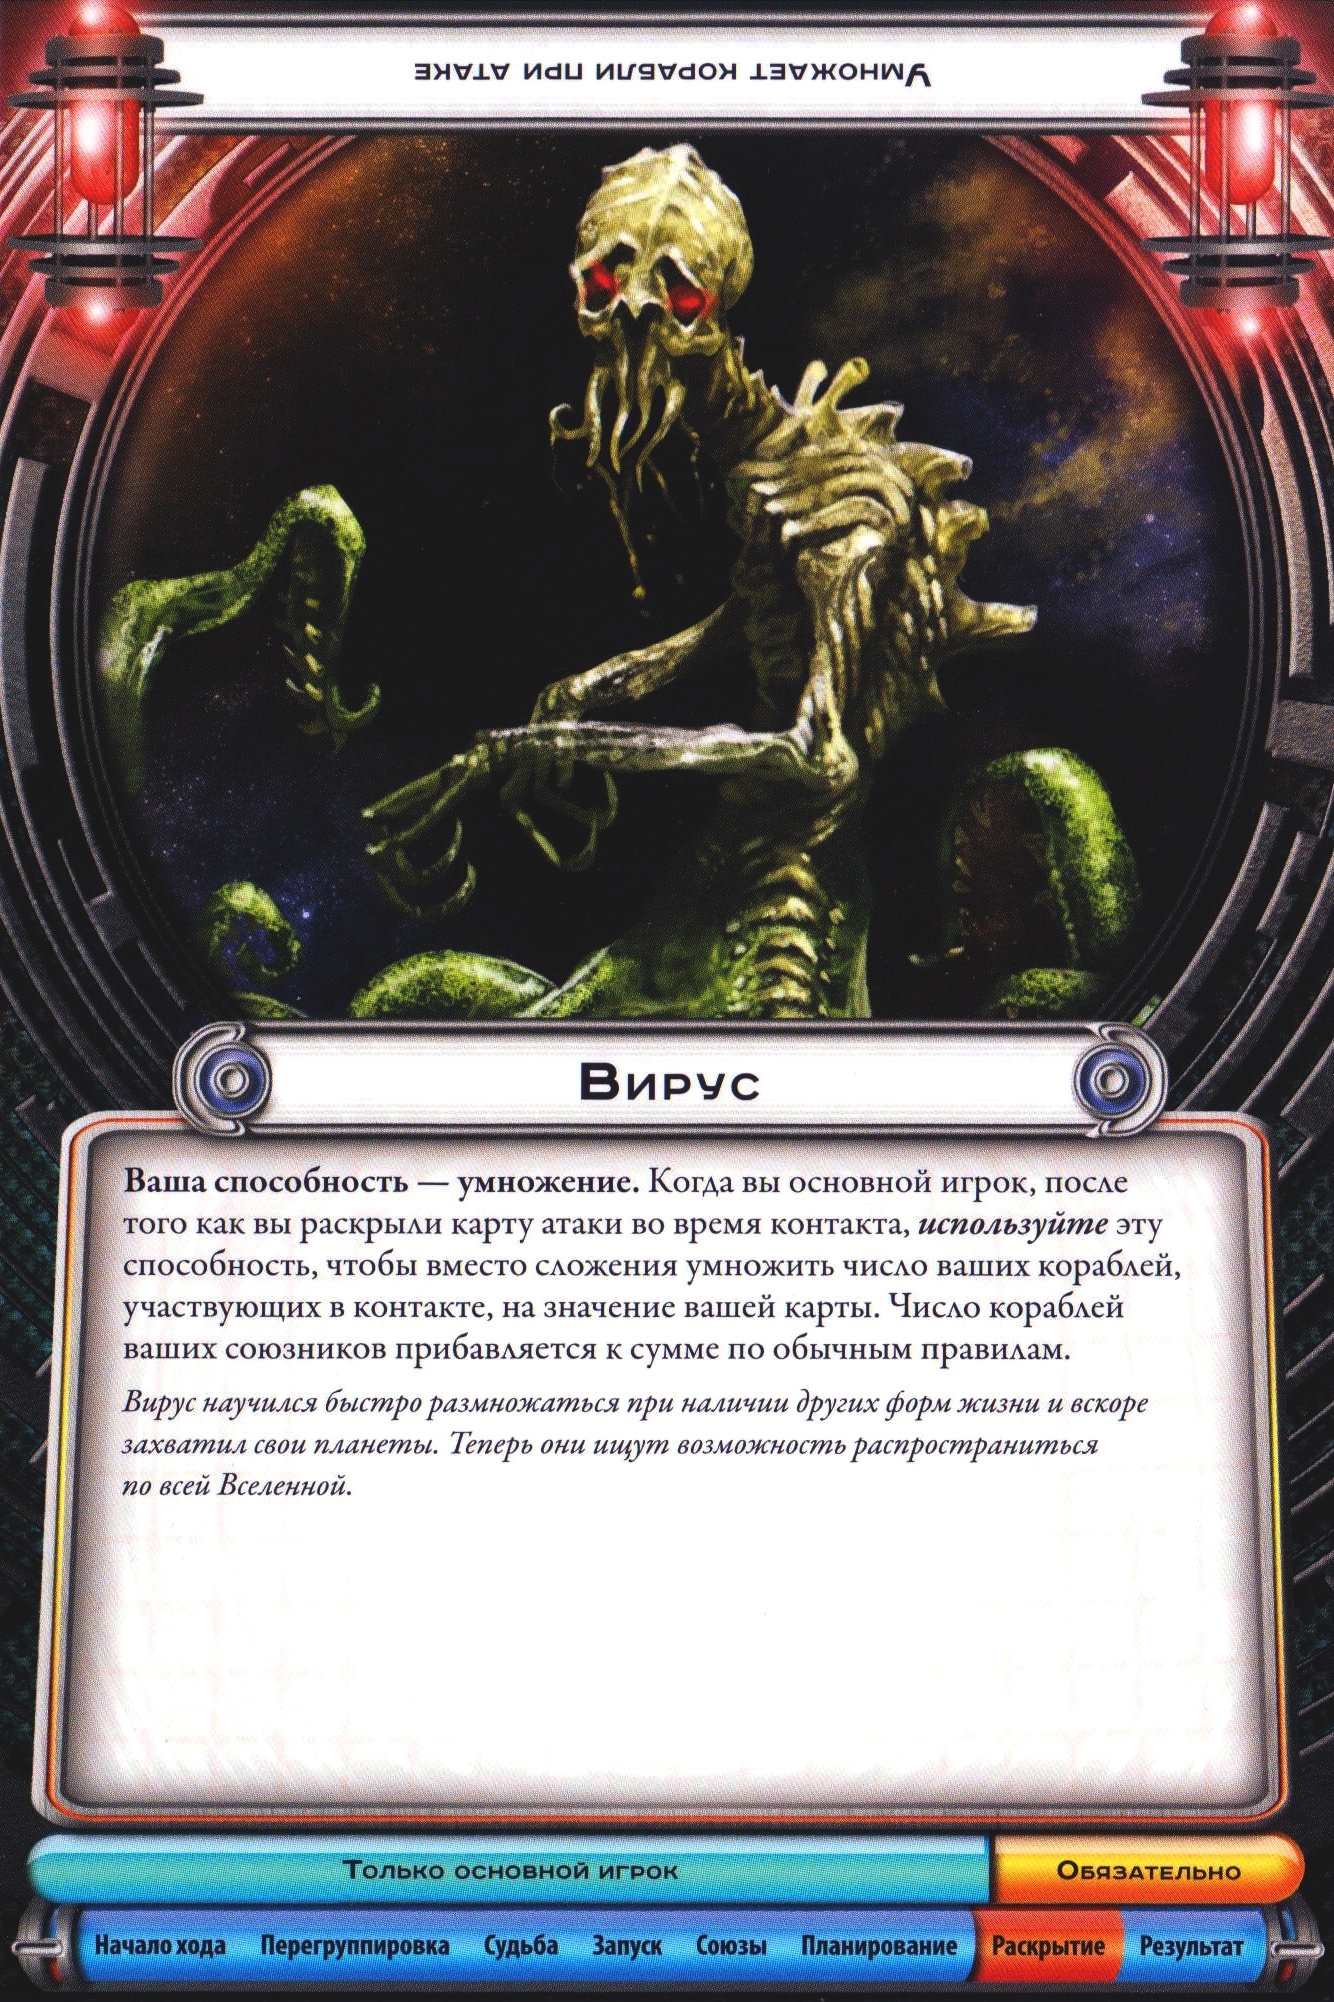 Умножает корабли при атаке
Вирус
Ваша способность — умножение. Когда вы основной игрок, после
того как вы раскрыли карту атаки во время контакта, используйте эту
способность, чтобы вместо сложения умножить число ваших кораблей,
участвующих в контакте, на значение вашей карты. Число кораблей
ваших союзников прибавляется к сумме по обычным правилам.
Вирус научился быстро размножаться при наличии других форм жизни и вскоре
захватил свои планеты. Теперь они ищут возможность распространиться
по всей Вселенной.
Только основной игрок Обязательно
Начало хода Перегруппировка Судьба Запуск Союзы Планирование Раскрытие Результат